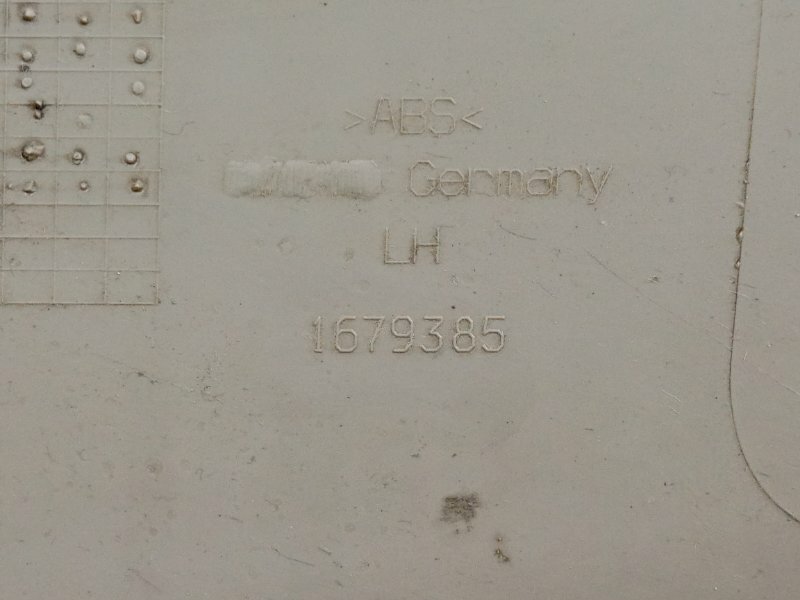 >ABS<
Germany
LH
1679385